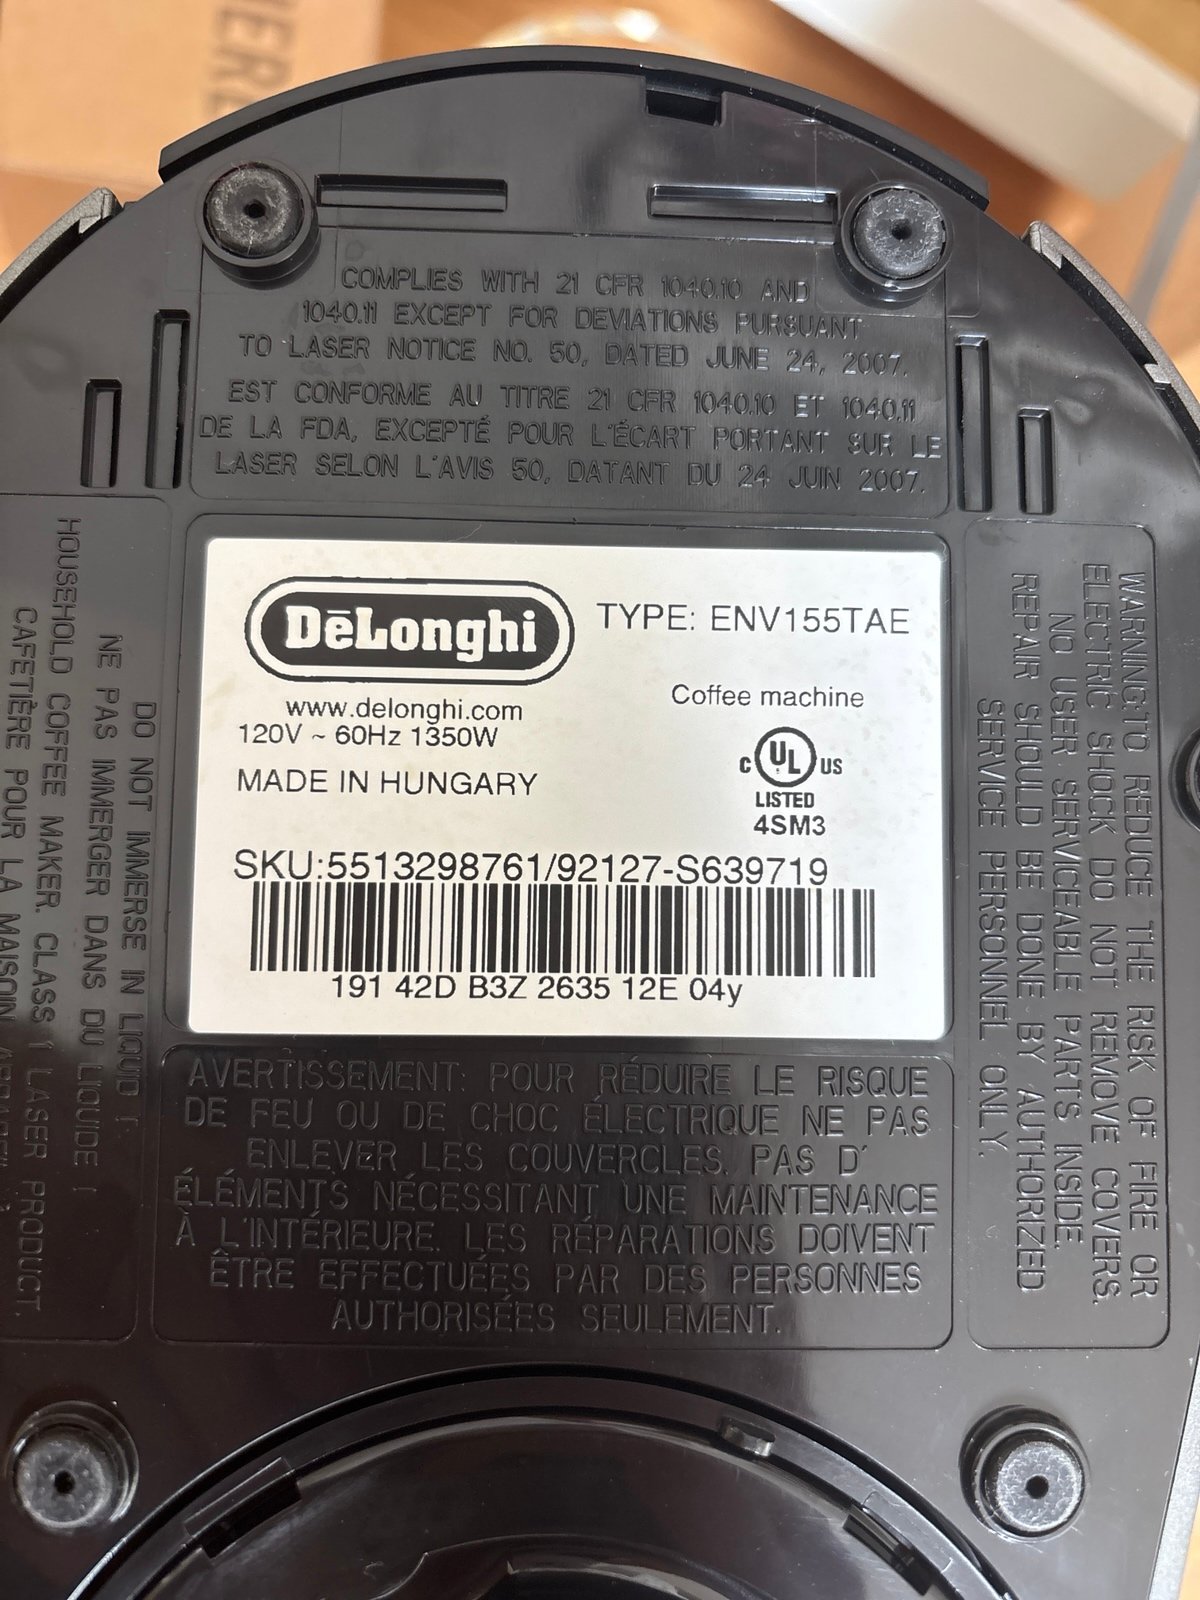 COMPLIES WITH 21 CFR 1040.10 AND
1040.11 EXCEPT FOR DEVIATIONS PURSUANT
TO LASER NOTICE NO. 50, DATED JUNE 24, 2007.
EST CONFORME AU TITRE 21 CFR 1040.10 ET 1040.11
DE LA FDA, EXCEPTÉ POUR L'ÉCART PORTANT SUR LE
LASER SELON L'AVIS 50, DATANT DU 24 JUIN 2007.
DēLonghi
TYPE: ENV155TAE
www.delonghi.com
Coffee machine
120V ~ 60Hz 1350W
MADE IN HUNGARY
C UL US
LISTED
4SM3
SKU:5513298761/92127-S639719
191 42D B3Z 2635 12E 04y
AVERTISSEMENT: POUR RÉDUIRE LE RISQUE
DE FEU OU DE CHOC ÉLECTRIQUE NE PAS
ENLEVER LES COUVERCLES. PAS D'
ÉLÉMENTS NÉCESSITANT UNE MAINTENANCE
À L'INTÉRIEURE. LES RÉPARATIONS DOIVENT
ÊTRE EFFECTUÉES PAR DES PERSONNES
AUTHORISÉES SEULEMENT.
WARNING:TO REDUCE THE RISK OF FIRE OR
ELECTRIC SHOCK DO NOT REMOVE COVERS.
NO USER SERVICEABLE PARTS INSIDE.
REPAIR SHOULD BE DONE BY AUTHORIZED
SERVICE PERSONNEL ONLY.
DO NOT IMMERSE IN LIQUID !
NE PAS IMMERGER DANS DU LIQUIDE !
HOUSEHOLD COFFEE MAKER. CLASS 1 LASER PRODUCT.
CAFETIÈRE POUR LA MAISON